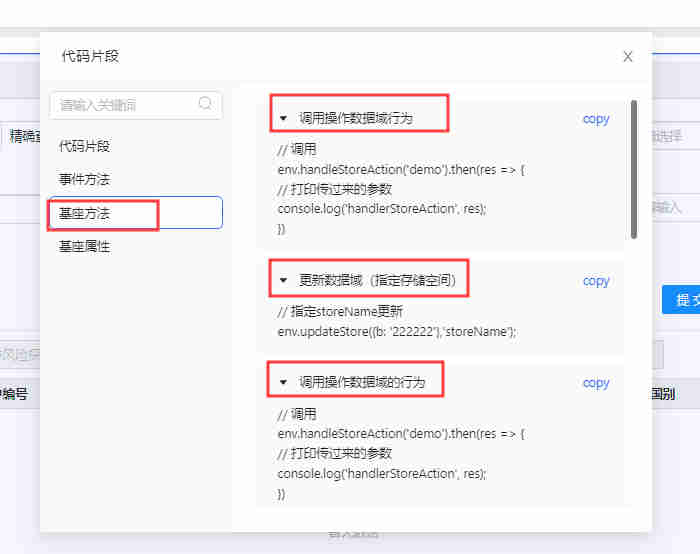 代码片段
X
请输入关键词
代码片段
事件方法
基座方法
基座属性
调用操作数据域行为
copy
// 调用
env.handleStoreAction('demo').then(res => {
// 打印传过来的参数
console.log('handlerStoreAction', res);
})
更新数据域（指定存储空间）
copy
// 指定storeName更新
env.updateStore({b: '222222'},'storeName');
调用操作数据域的行为
copy
// 调用
env.handleStoreAction('demo').then(res => {
// 打印传过来的参数
console.log('handlerStoreAction', res);
})
精确查
选择
输入
提交
风险
编号
国别